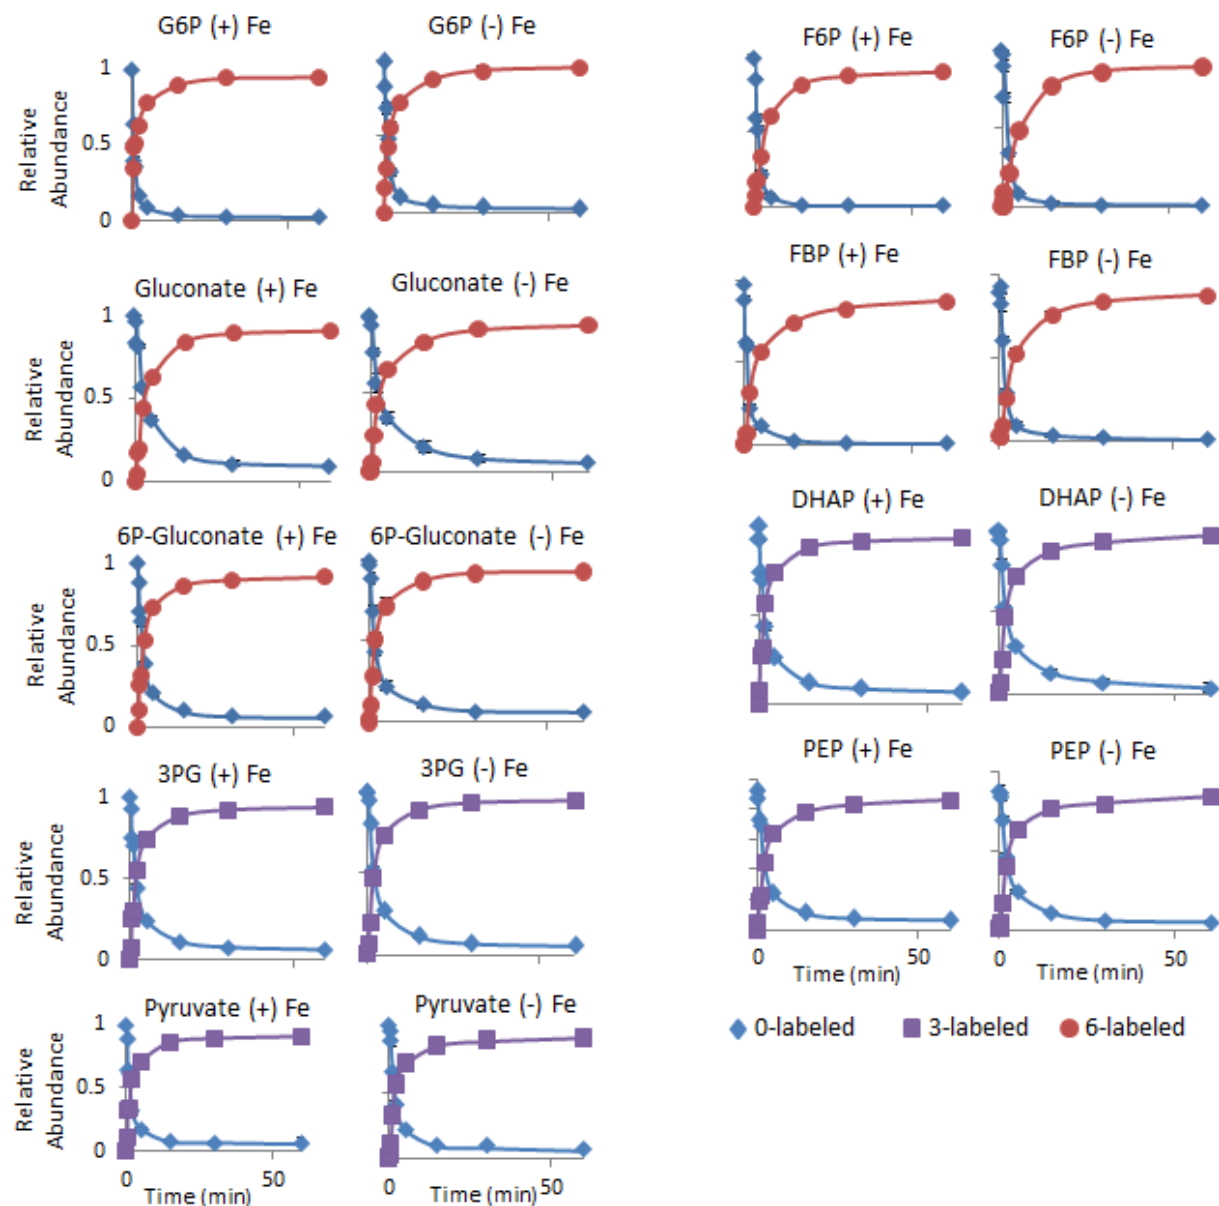 G6P (+) Fe
G6P (-) Fe
F6P (+) Fe
F6P (-) Fe
1
0.5
0
Relative
Abundance
Gluconate (+) Fe
Gluconate (-) Fe
FBP (+) Fe
FBP (-) Fe
1
0.5
0
Relative
Abundance
6P-Gluconate (+) Fe
6P-Gluconate (-) Fe
DHAP (+) Fe
DHAP (-) Fe
1
0.5
0
Relative
Abundance
3PG (+) Fe
3PG (-) Fe
PEP (+) Fe
PEP (-) Fe
1
0.5
0
Relative
Abundance
0
Time (min)
0
50
Time (min)
Pyruvate (+) Fe
Pyruvate (-) Fe
0-labeled
3-labeled
6-labeled
1
0.5
0
Relative
Abundance
0
50
Time (min)
0
50
Time (min)